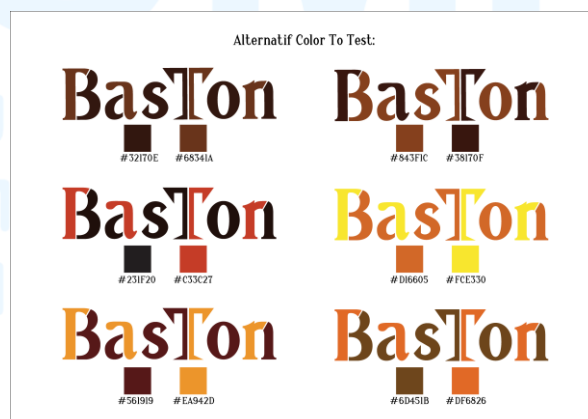 Alternatif Color To Test:
BasTon BasTon
#32170E #68341A #843F1C #38170F
BasTon BasTon
#231F20 #C33C27 #D16605 #FCE330
BasTon BasTon
#561919 #EA942D #6D451B #DF6826